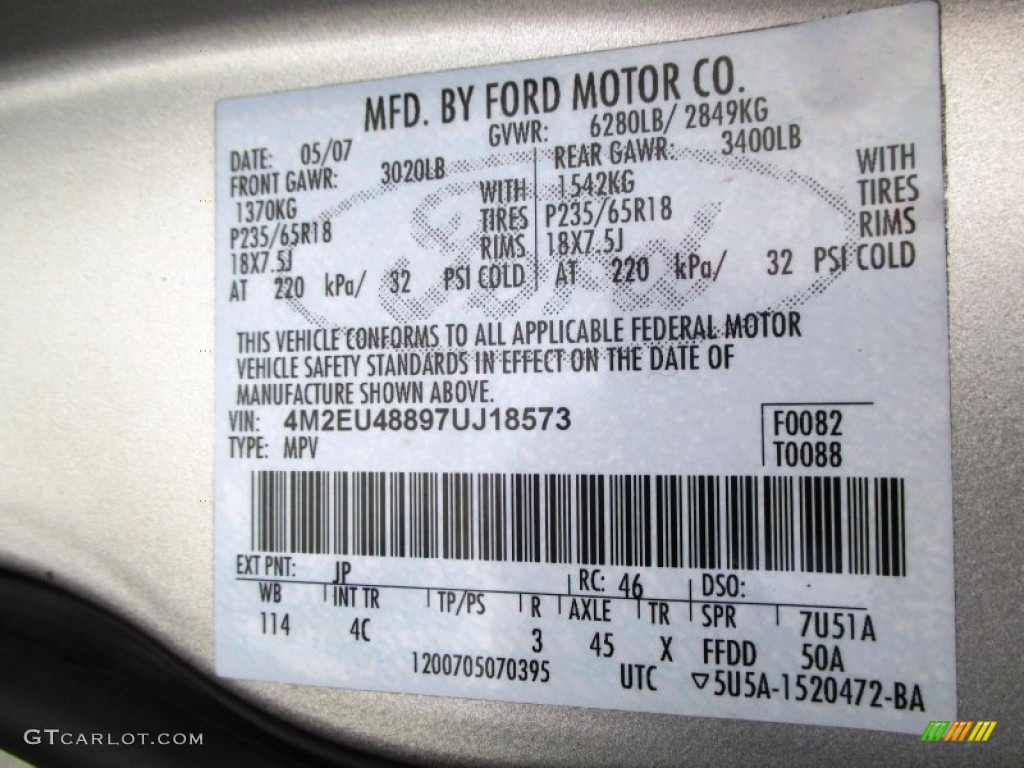 MFD. BY FORD MOTOR CO.
DATE: 05/07 GVWR: 6280LB/ 2849KG
FRONT GAWR: 3020LB REAR GAWR: 3400LB
1370KG WITH 1542KG WITH
P235/65R18 TIRES P235/65R18 TIRES
18X7.5J RIMS 18X7.5J RIMS
AT 220 kPa/ 32 PSI COLD AT 220 kPa/ 32 PSI COLD
Ford
THIS VEHICLE CONFORMS TO ALL APPLICABLE FEDERAL MOTOR
VEHICLE SAFETY STANDARDS IN EFFECT ON THE DATE OF
MANUFACTURE SHOWN ABOVE.
VIN: 4M2EU48897UJ18573 F0082
TYPE: MPV T0088
EXT PNT: JP RC: 46 DSO:
WB INT TR TP/PS R AXLE TR SPR 7U51A
114 4C 3 45 X FFDD 50A
1200705070395 UTC ▽5U5A-1520472-BA
GTCARLOT.COM